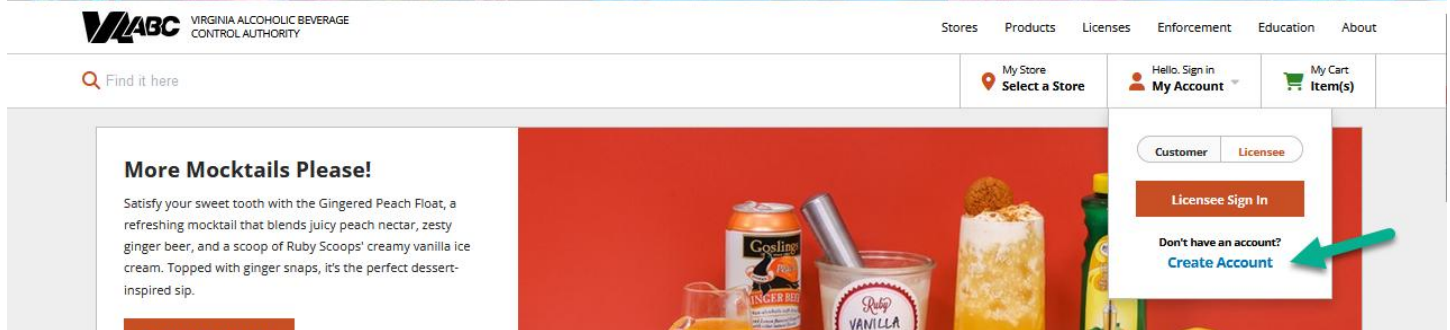 VA ABC
VIRGINIA ALCOHOLIC BEVERAGE
CONTROL AUTHORITY
Stores Products Licenses Enforcement Education About
Find it here
My Store
Select a Store
Hello. Sign in
My Account
My Cart
Item(s)
Customer Licensee
Licensee Sign In
Don't have an account?
Create Account
More Mocktails Please!
Satisfy your sweet tooth with the Gingered Peach Float, a
refreshing mocktail that blends juicy peach nectar, zesty
ginger beer, and a scoop of Ruby Scoops' creamy vanilla ice
cream. Topped with ginger snaps, it's the perfect dessert-
inspired sip.
Goslings
GINGER BEER
Ruby
VANILLA